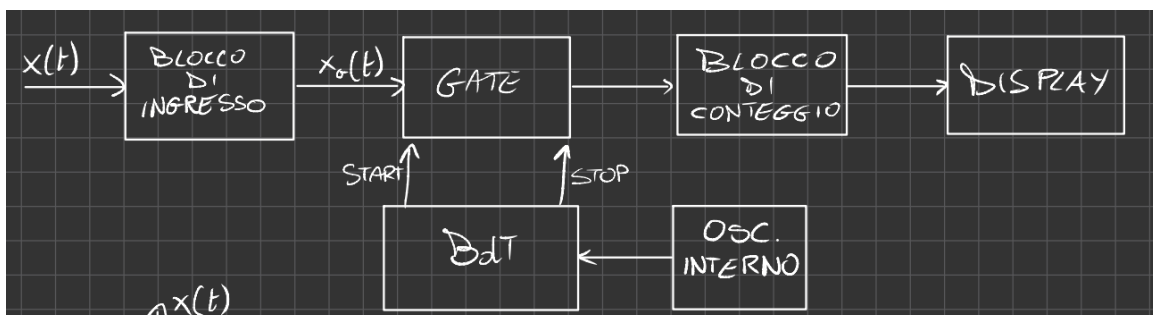 x(t)
BLOCCO
DI
INGRESSO
x₀(t)
GATE
BLOCCO
DI
CONTEGGIO
DISPLAY
START
STOP
BdT
OSC.
INTERNO
x(t)